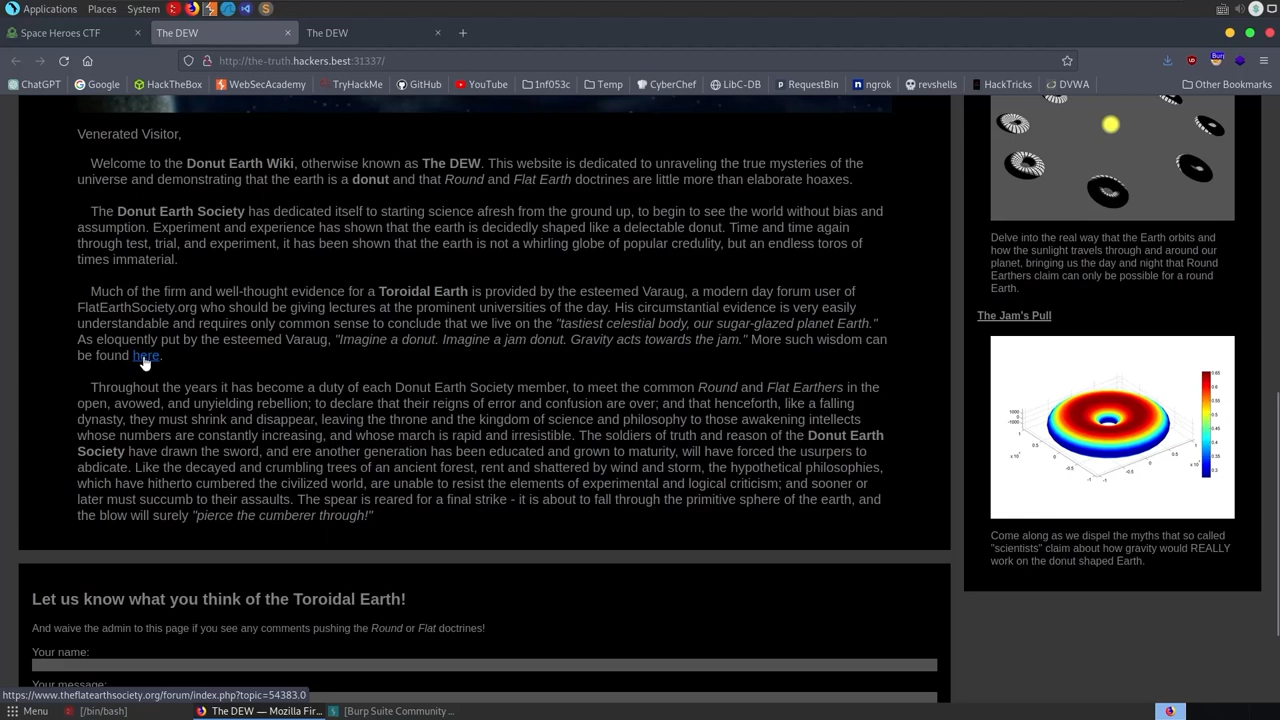 Applications Places System
Space Heroes CTF The DEW The DEW
http://the-truth.hackers.best:31337/
ChatGPT Google HackTheBox WebSecAcademy TryHackMe GitHub YouTube 1nf053c Temp CyberChef LibC-DB RequestBin ngrok revshells HackTricks DVWA Other Bookmarks
Venerated Visitor,
Welcome to the Donut Earth Wiki, otherwise known as The DEW. This website is dedicated to unraveling the true mysteries of the
universe and demonstrating that the earth is a donut and that Round and Flat Earth doctrines are little more than elaborate hoaxes.
The Donut Earth Society has dedicated itself to starting science afresh from the ground up, to begin to see the world without bias and
assumption. Experiment and experience has shown that the earth is decidedly shaped like a delectable donut. Time and time again
through test, trial, and experiment, it has been shown that the earth is not a whirling globe of popular credulity, but an endless toros of
times immaterial.
Much of the firm and well-thought evidence for a Toroidal Earth is provided by the esteemed Varaug, a modern day forum user of
FlatEarthSociety.org who should be giving lectures at the prominent universities of the day. His circumstantial evidence is very easily
understandable and requires only common sense to conclude that we live on the "tastiest celestial body, our sugar-glazed planet Earth."
As eloquently put by the esteemed Varaug, "Imagine a donut. Imagine a jam donut. Gravity acts towards the jam." More such wisdom can
be found here.
Throughout the years it has become a duty of each Donut Earth Society member, to meet the common Round and Flat Earthers in the
open, avowed, and unyielding rebellion; to declare that their reigns of error and confusion are over; and that henceforth, like a falling
dynasty, they must shrink and disappear, leaving the throne and the kingdom of science and philosophy to those awakening intellects
whose numbers are constantly increasing, and whose march is rapid and irresistible. The soldiers of truth and reason of the Donut Earth
Society have drawn the sword, and ere another generation has been educated and grown to maturity, will have forced the usurpers to
abdicate. Like the decayed and crumbling trees of an ancient forest, rent and shattered by wind and storm, the hypothetical philosophies,
which have hitherto cumbered the civilized world, are unable to resist the elements of experimental and logical criticism; and sooner or
later must succumb to their assaults. The spear is reared for a final strike - it is about to fall through the primitive sphere of the earth, and
the blow will surely "pierce the cumberer through!"
Delve into the real way that the Earth orbits and
how the sunlight travels through and around our
planet, bringing us the day and night that Round
Earthers claim can only be possible for a round
Earth.
The Jam's Pull
Come along as we dispel the myths that so called
"scientists" claim about how gravity would REALLY
work on the donut shaped Earth.
Let us know what you think of the Toroidal Earth!
And waive the admin to this page if you see any comments pushing the Round or Flat doctrines!
Your name:
Your message:
https://www.theflatearthsociety.org/forum/index.php?topic=54383.0
Menu [/bin/bash] The DEW — Mozilla Fir... [Burp Suite Community ...